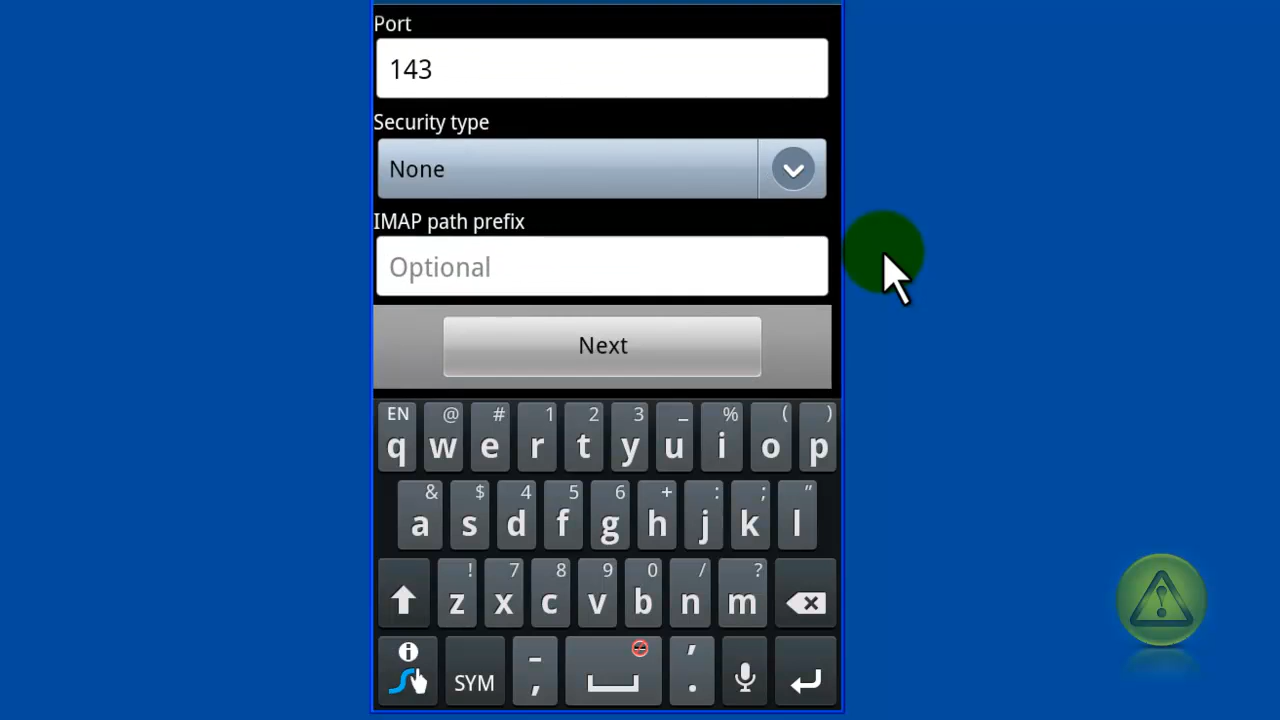 Port
143
Security type
None
IMAP path prefix
Optional
Next
EN @ # 1 2 3 _ % ( )
q w e r t y u i o p
& $ 4 5 6 + : ; "
a s d f g h j k l
! 7 8 9 0 / ?
z x c v b n m
SYM - , ' .